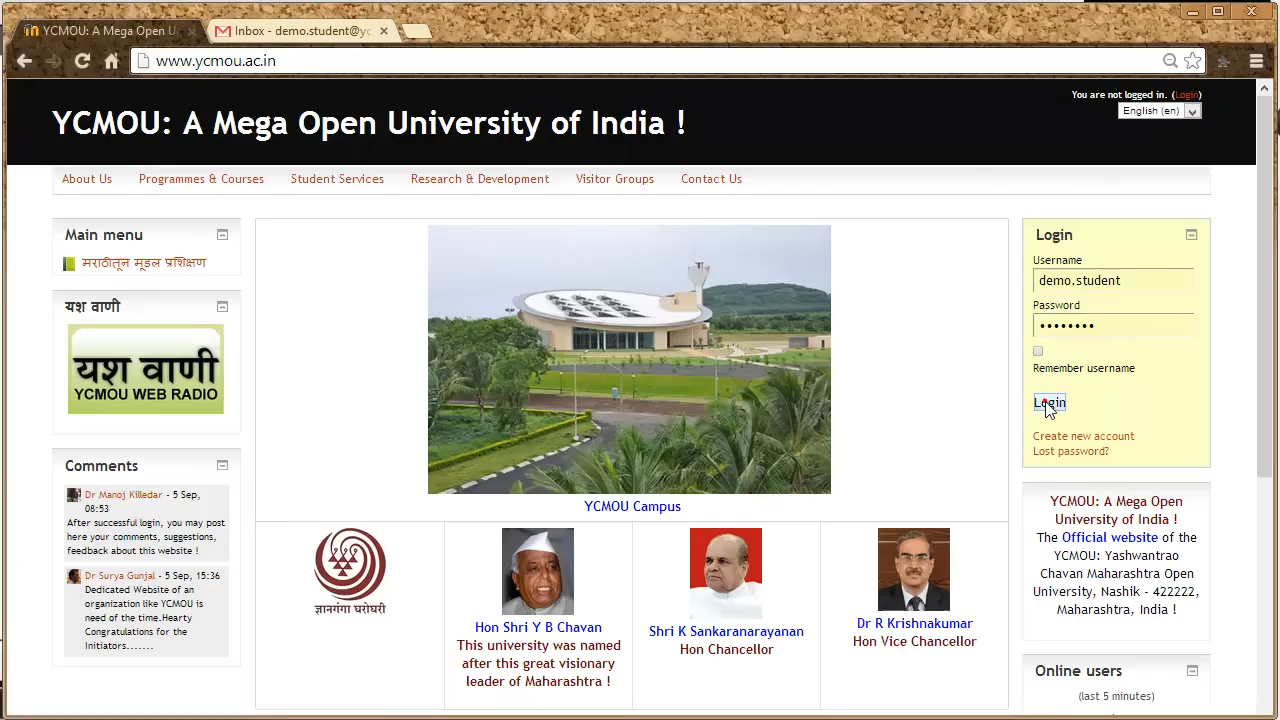 YCMOU: A Mega Open U
Inbox - demo.student@yc
www.ycmou.ac.in
You are not logged in. (Login)
English (en)
YCMOU: A Mega Open University of India !
About Us
Programmes & Courses
Student Services
Research & Development
Visitor Groups
Contact Us
Main menu
मराठीतून मूडल प्रशिक्षण
यश वाणी
यश वाणी
YCMOU WEB RADIO
Comments
Dr Manoj Killedar - 5 Sep,
08:53
After successful login, you may post
here your comments, suggestions,
feedback about this website !
Dr Surya Gunjal - 5 Sep, 15:36
Dedicated Website of an
organization like YCMOU is
need of the time.Hearty
Congratulations for the
Initiators.......
YCMOU Campus
ज्ञानगंगा घरोघरी
Hon Shri Y B Chavan
This university was named
after this great visionary
leader of Maharashtra !
Shri K Sankaranarayanan
Hon Chancellor
Dr R Krishnakumar
Hon Vice Chancellor
Login
Username
demo.student
Password
••••••••
Remember username
Login
Create new account
Lost password?
YCMOU: A Mega Open
University of India !
The Official website of the
YCMOU: Yashwantrao
Chavan Maharashtra Open
University, Nashik - 422222,
Maharashtra, India !
Online users
(last 5 minutes)